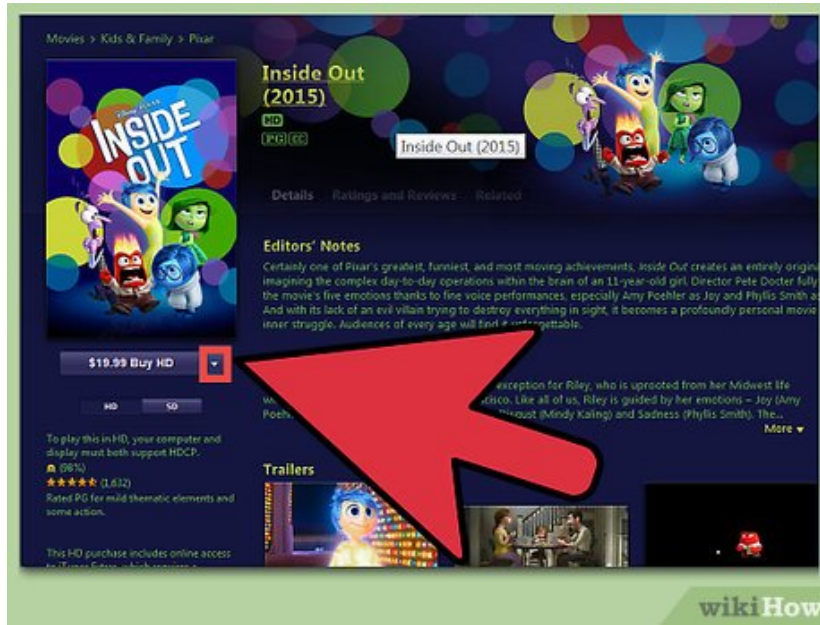 Movies > Kids & Family > Pixar
DISNEY·PIXAR
INSIDE
OUT
Inside Out
(2015)
HD
PG CC
Inside Out (2015)
Details Ratings and Reviews Related
Editors' Notes
Certainly one of Pixar's greatest, funniest, and most moving achievements, Inside Out creates an entirely origina
imagining the complex day-to-day operations within the brain of an 11-year-old girl. Director Pete Docter fully
the movie's five emotions thanks to fine voice performances, especially Amy Poehler as Joy and Phyllis Smith as
And with its lack of an evil villain trying to destroy everything in sight, it becomes a profoundly personal movie
inner struggle. Audiences of every age will find it unforgettable.
$19.99 Buy HD
HD SD
exception for Riley, who is uprooted from her Midwest life
cisco. Like all of us, Riley is guided by her emotions – Joy (Amy
Poeh Disgust (Mindy Kaling) and Sadness (Phyllis Smith). The...
More
To play this in HD, your computer and
display must both support HDCP.
(98%)
(1,632)
Rated PG for mild thematic elements and
some action.
Trailers
This HD purchase includes online access
to iTunes Extras, which requires a
wikiHow